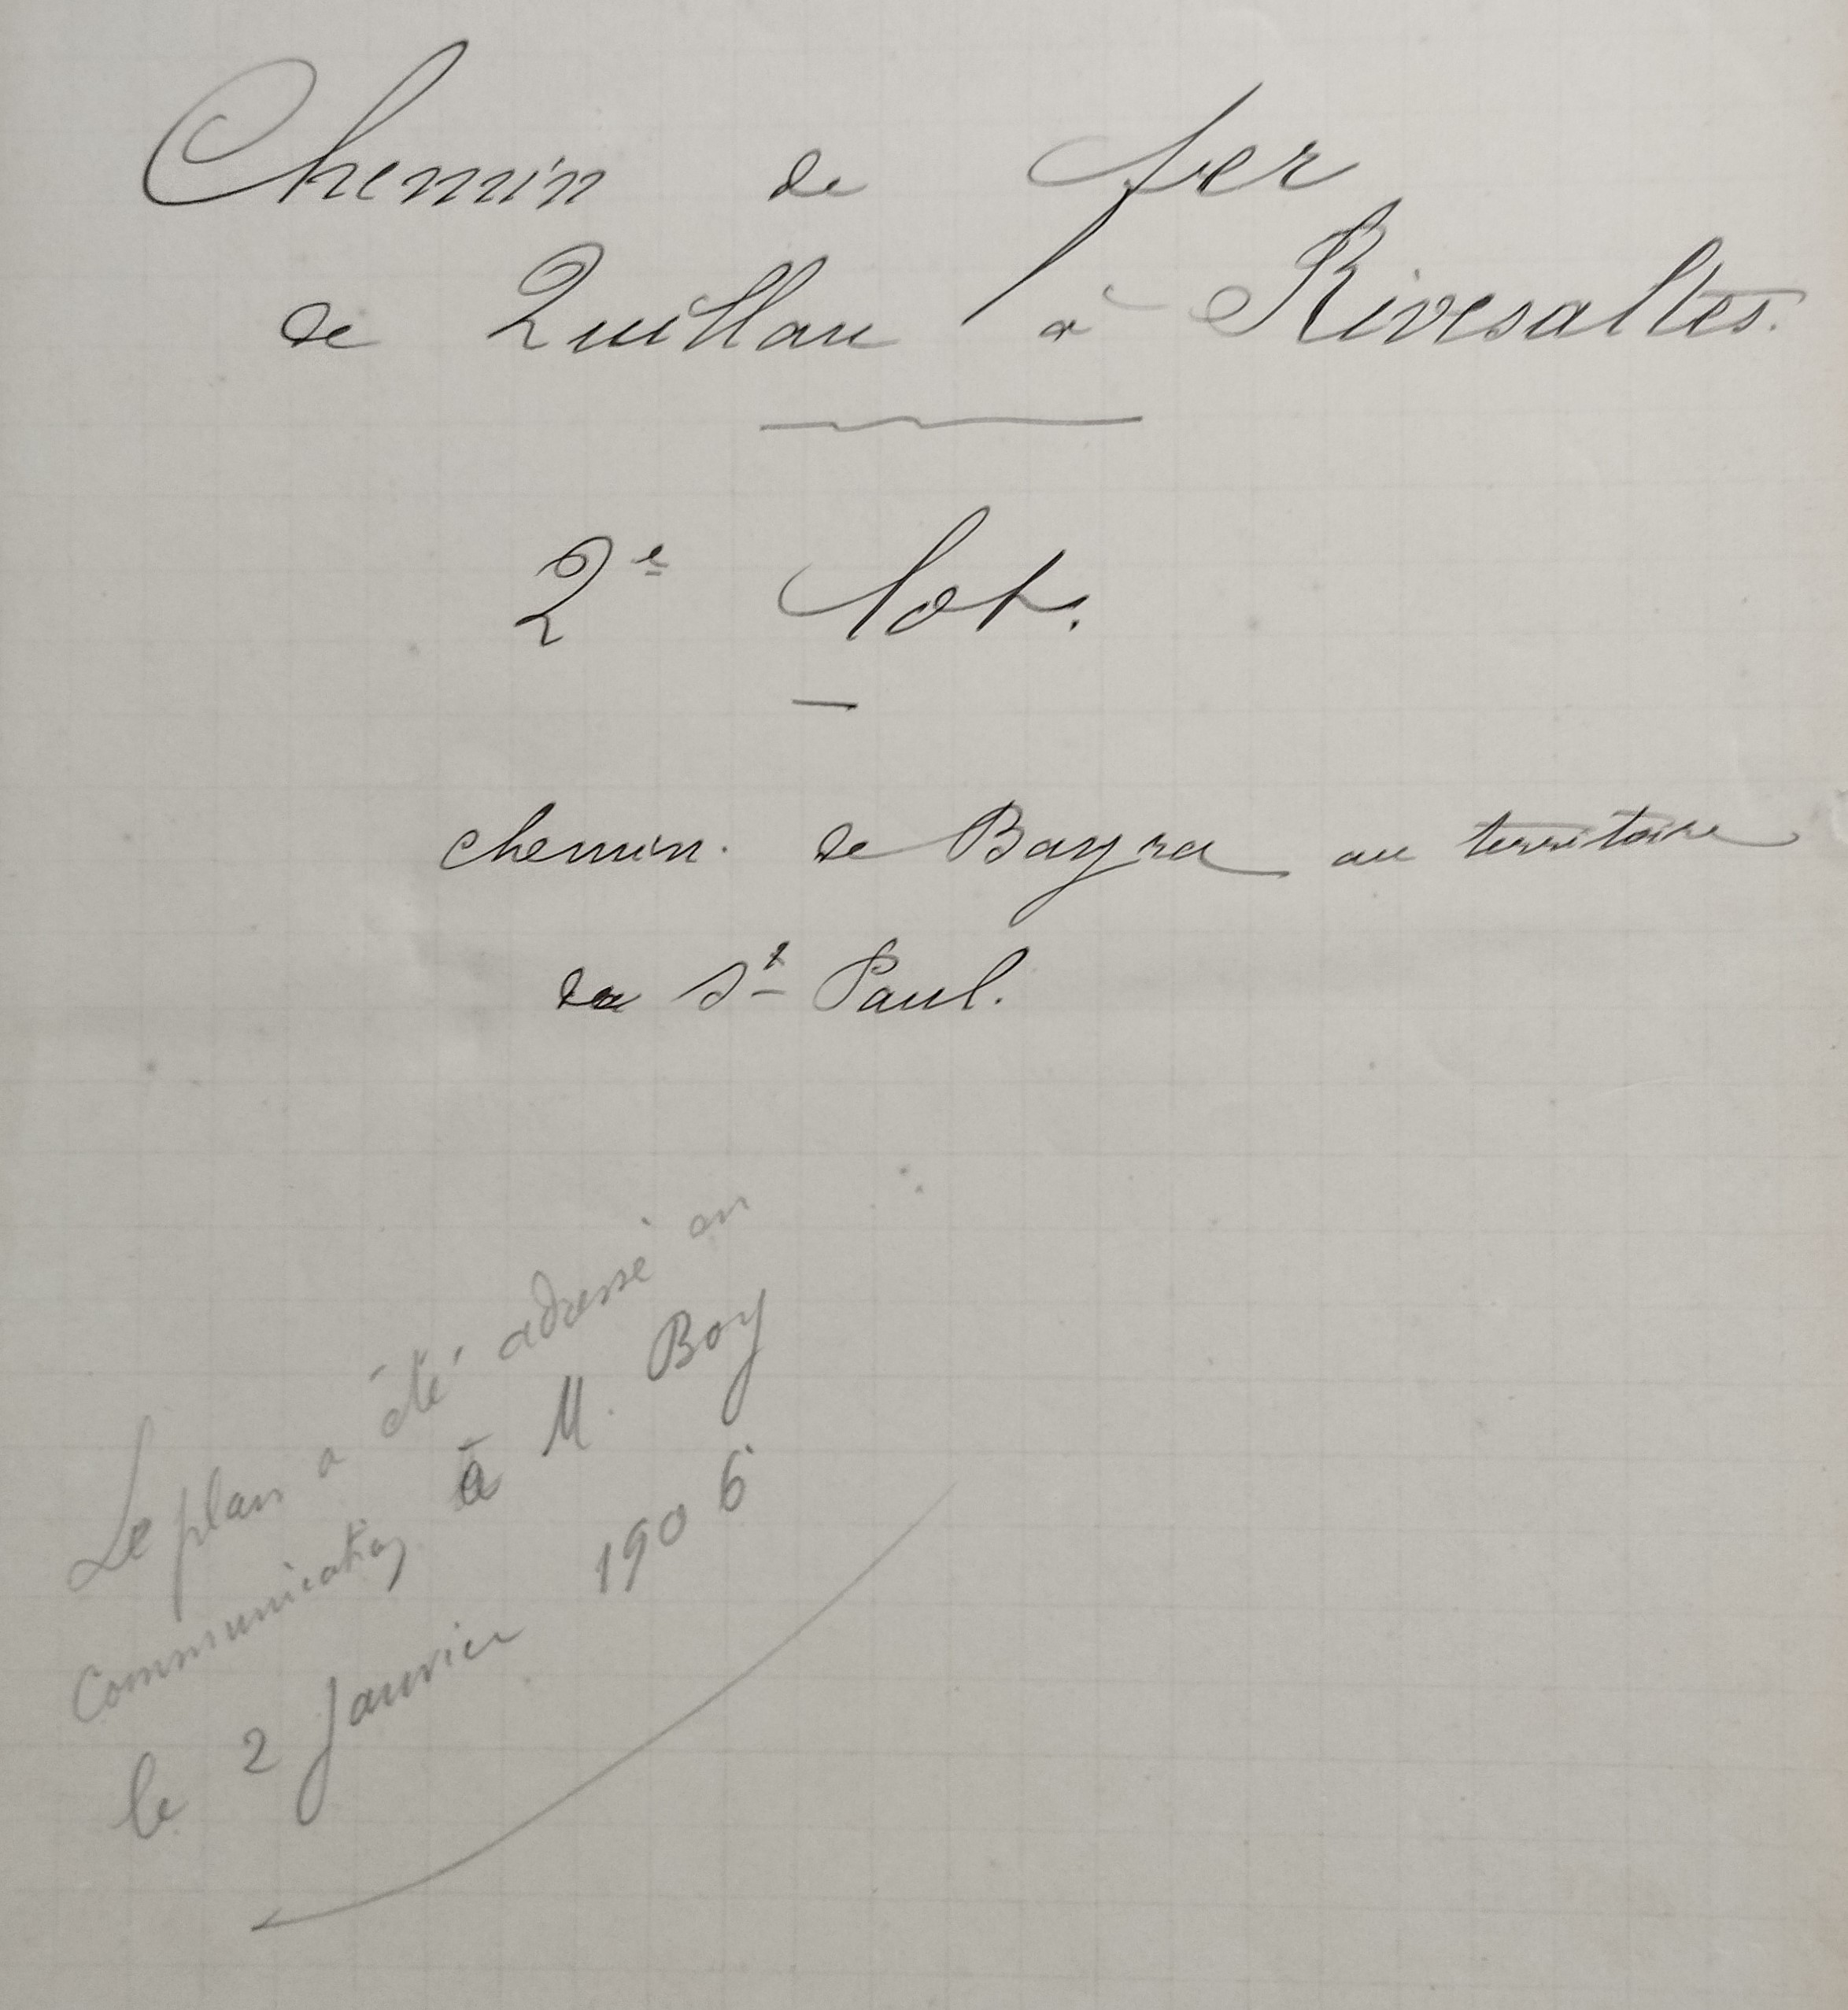 Chemin de fer
de Quillan à Rivesaltes.
2e lot.
chemin. de Bayra au territoire
de St Paul.
Le plan a été adressé en
communication à M. Boy
le 2 Janvier 1906